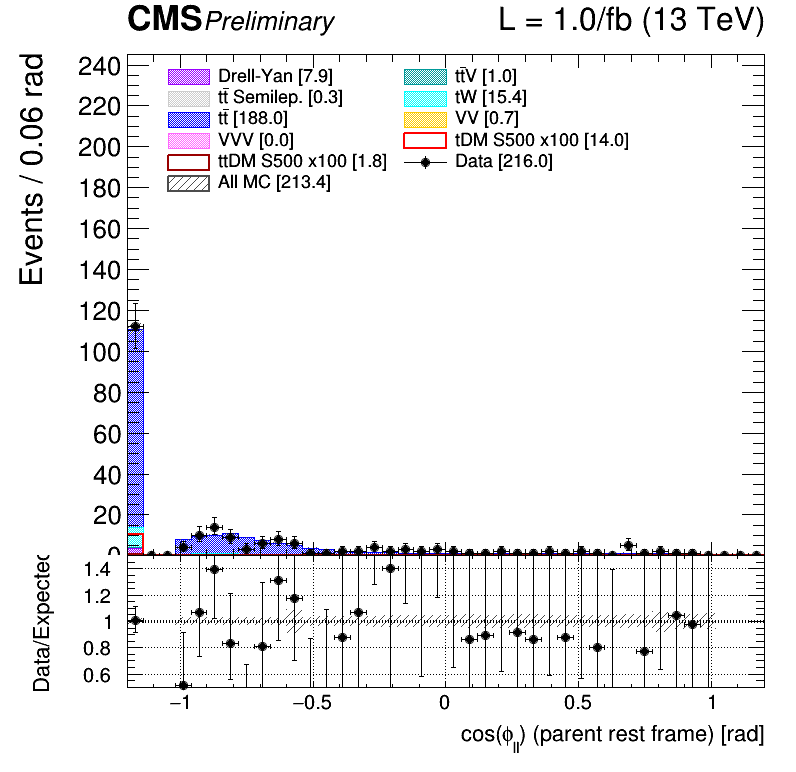 CMS Preliminary L = 1.0/fb (13 TeV)
Events / 0.06 rad
240
220
200
180
160
140
120
100
80
60
40
20
0
Drell-Yan [7.9]
tt̄ Semilep. [0.3]
tt̄ [188.0]
VVV [0.0]
ttDM S500 x100 [1.8]
All MC [213.4]
tt̄V [1.0]
tW [15.4]
VV [0.7]
tDM S500 x100 [14.0]
Data [216.0]
Data/Expected
1.4
1.2
1
0.8
0.6
−1 −0.5 0 0.5 1
cos(ϕ_ll) (parent rest frame) [rad]